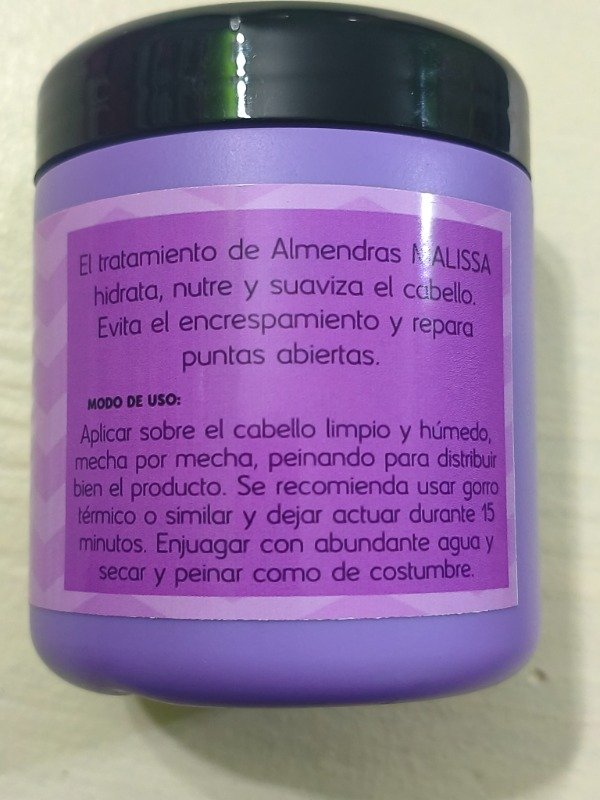 El tratamiento de Almendras MALISSA
hidrata, nutre y suaviza el cabello.
Evita el encrespamiento y repara
puntas abiertas.
MODO DE USO:
Aplicar sobre el cabello limpio y húmedo,
mecha por mecha, peinando para distribuir
bien el producto. Se recomienda usar gorro
térmico o similar y dejar actuar durante 15
minutos. Enjuagar con abundante agua y
secar y peinar como de costumbre.